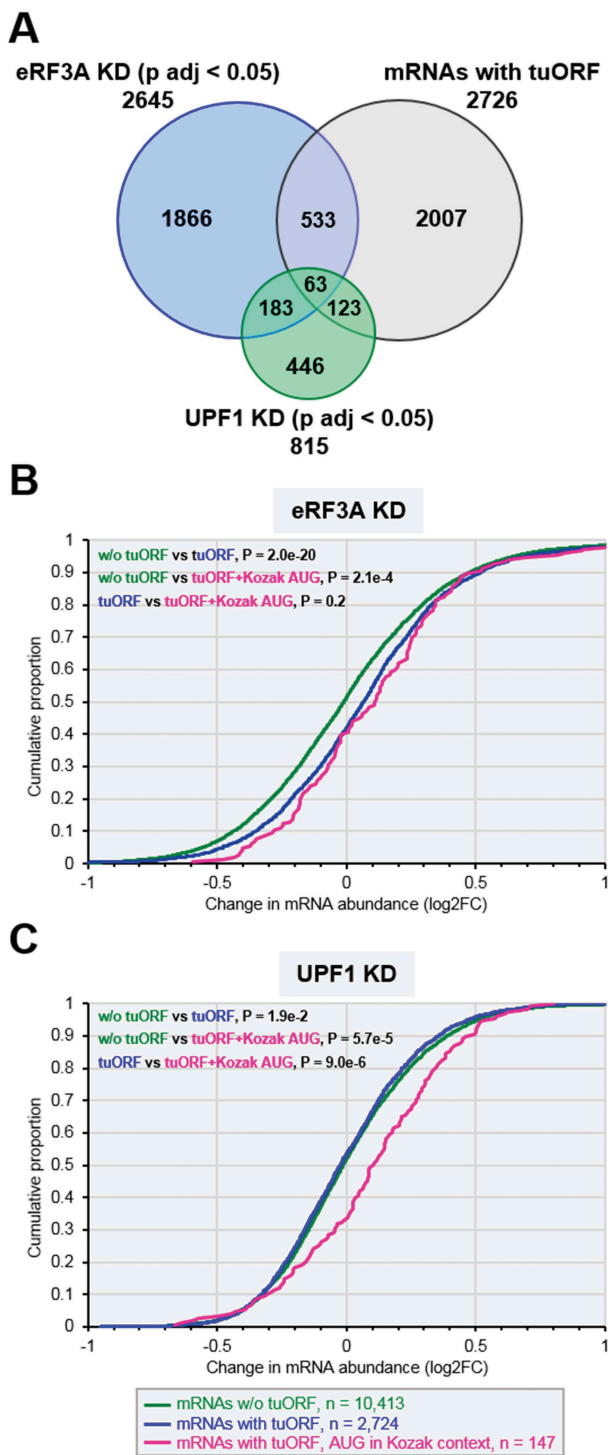 A
eRF3A KD (p adj < 0.05)
2645
mRNAs with tuORF
2726
1866
533
2007
63
183
123
446
UPF1 KD (p adj < 0.05)
815
B
eRF3A KD
w/o tuORF vs tuORF, P = 2.0e-20
w/o tuORF vs tuORF+Kozak AUG, P = 2.1e-4
tuORF vs tuORF+Kozak AUG, P = 0.2
Cumulative proportion
1
0.9
0.8
0.7
0.6
0.5
0.4
0.3
0.2
0.1
0
-1
-0.5
0
0.5
1
Change in mRNA abundance (log2FC)
C
UPF1 KD
w/o tuORF vs tuORF, P = 1.9e-2
w/o tuORF vs tuORF+Kozak AUG, P = 5.7e-5
tuORF vs tuORF+Kozak AUG, P = 9.0e-6
Cumulative proportion
1
0.9
0.8
0.7
0.6
0.5
0.4
0.3
0.2
0.1
0
-1
-0.5
0
0.5
1
Change in mRNA abundance (log2FC)
mRNAs w/o tuORF, n = 10,413
mRNAs with tuORF, n = 2,724
mRNAs with tuORF, AUG in Kozak context, n = 147